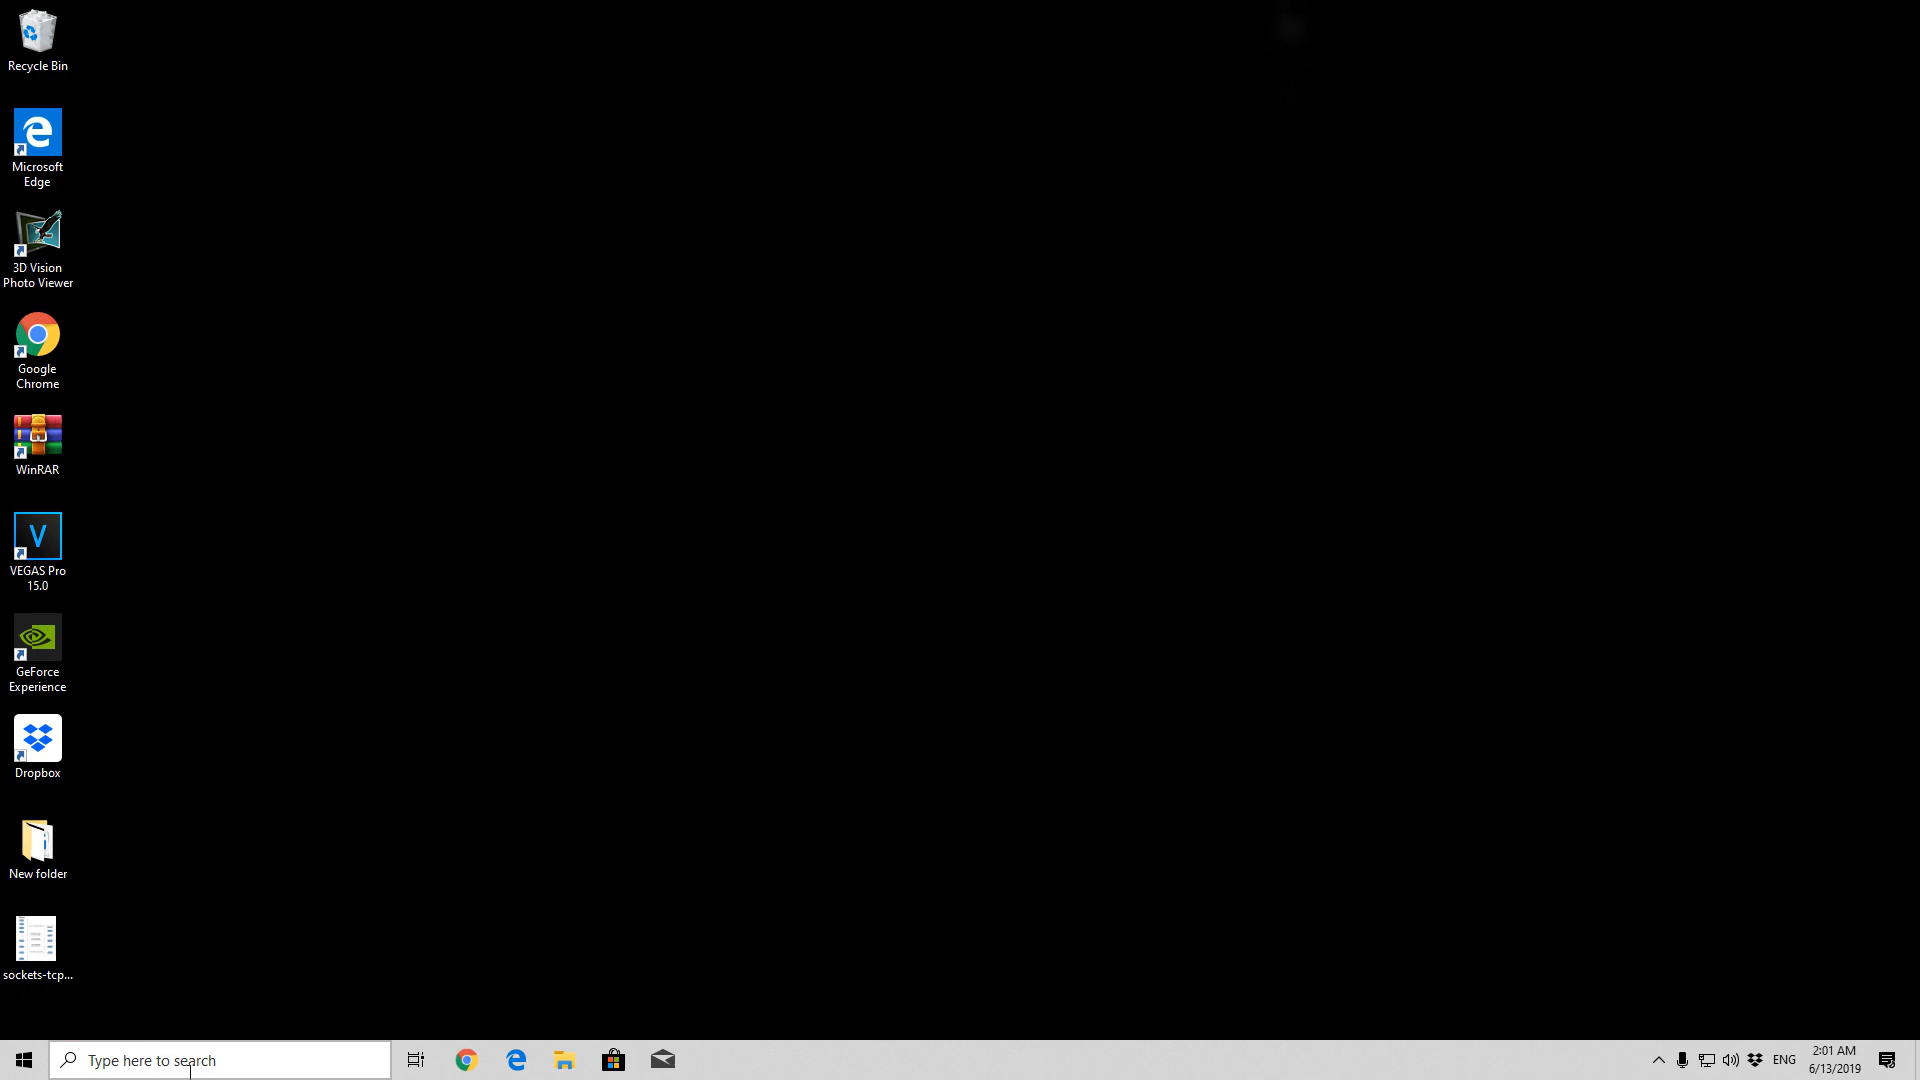 Recycle Bin
Microsoft
Edge
3D Vision
Photo Viewer
Google
Chrome
WinRAR
V
VEGAS Pro
15.0
GeForce
Experience
Dropbox
New folder
sockets-tcp...
Type here to search
ENG
2:01 AM
6/13/2019